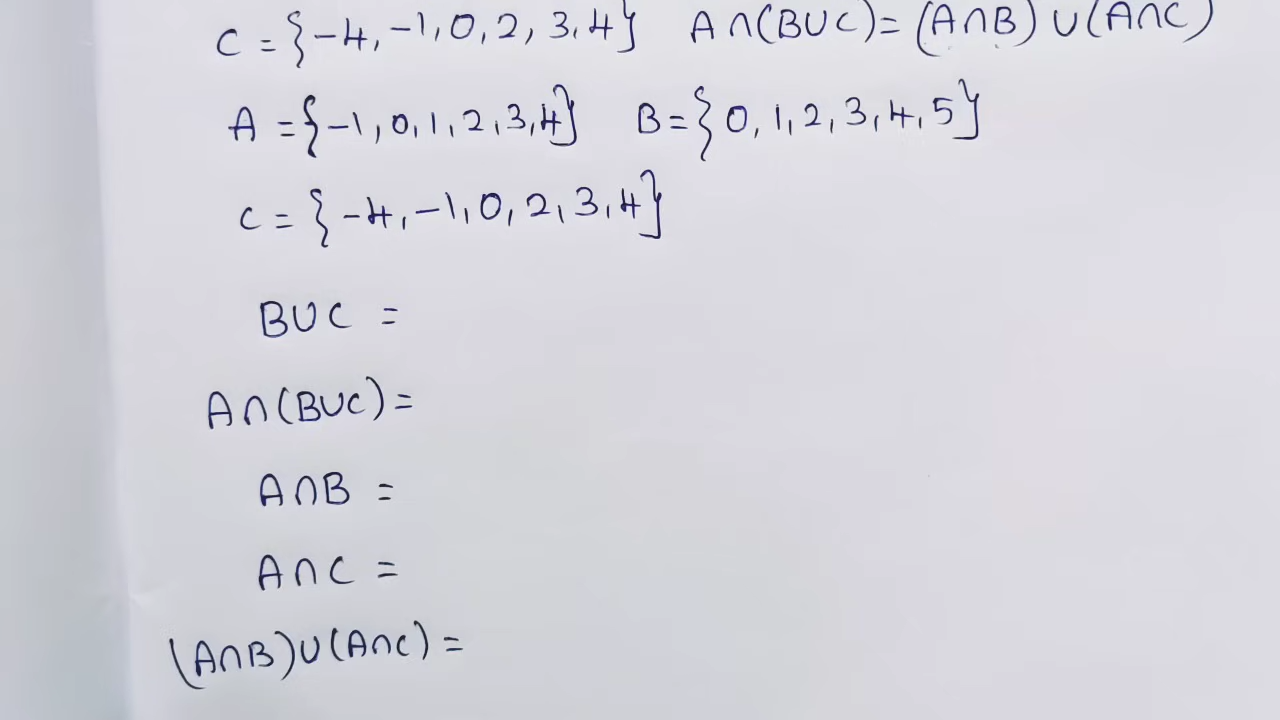 C = {-4, -1, 0, 2, 3, 4} A∩(B∪C) = (A∩B) ∪ (A∩C)
A = {-1, 0, 1, 2, 3, 4} B = {0, 1, 2, 3, 4, 5}
C = {-4, -1, 0, 2, 3, 4}
B∪C =
A∩(B∪C) =
A∩B =
A∩C =
(A∩B)∪(A∩C) =